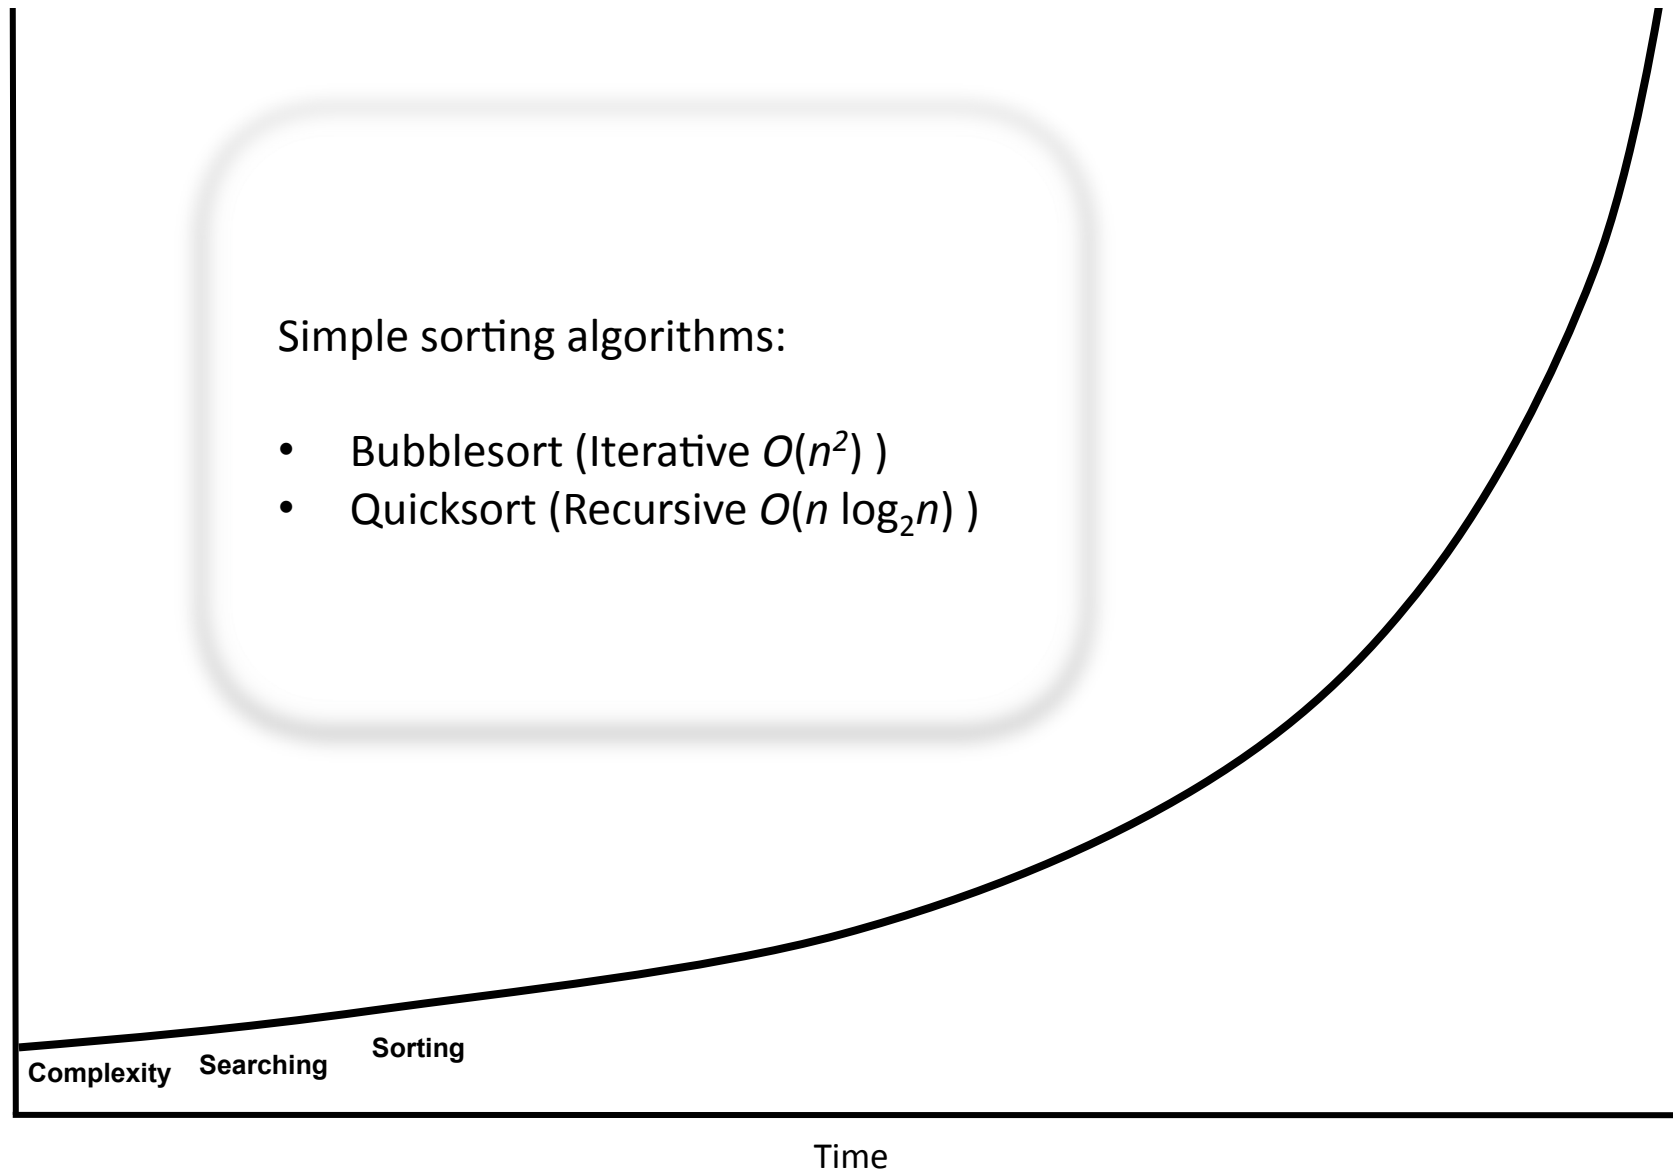 Simple sorting algorithms:
• Bubblesort (Iterative O(n²) )
• Quicksort (Recursive O(n log₂n) )
Sorting
Searching
Complexity
Time